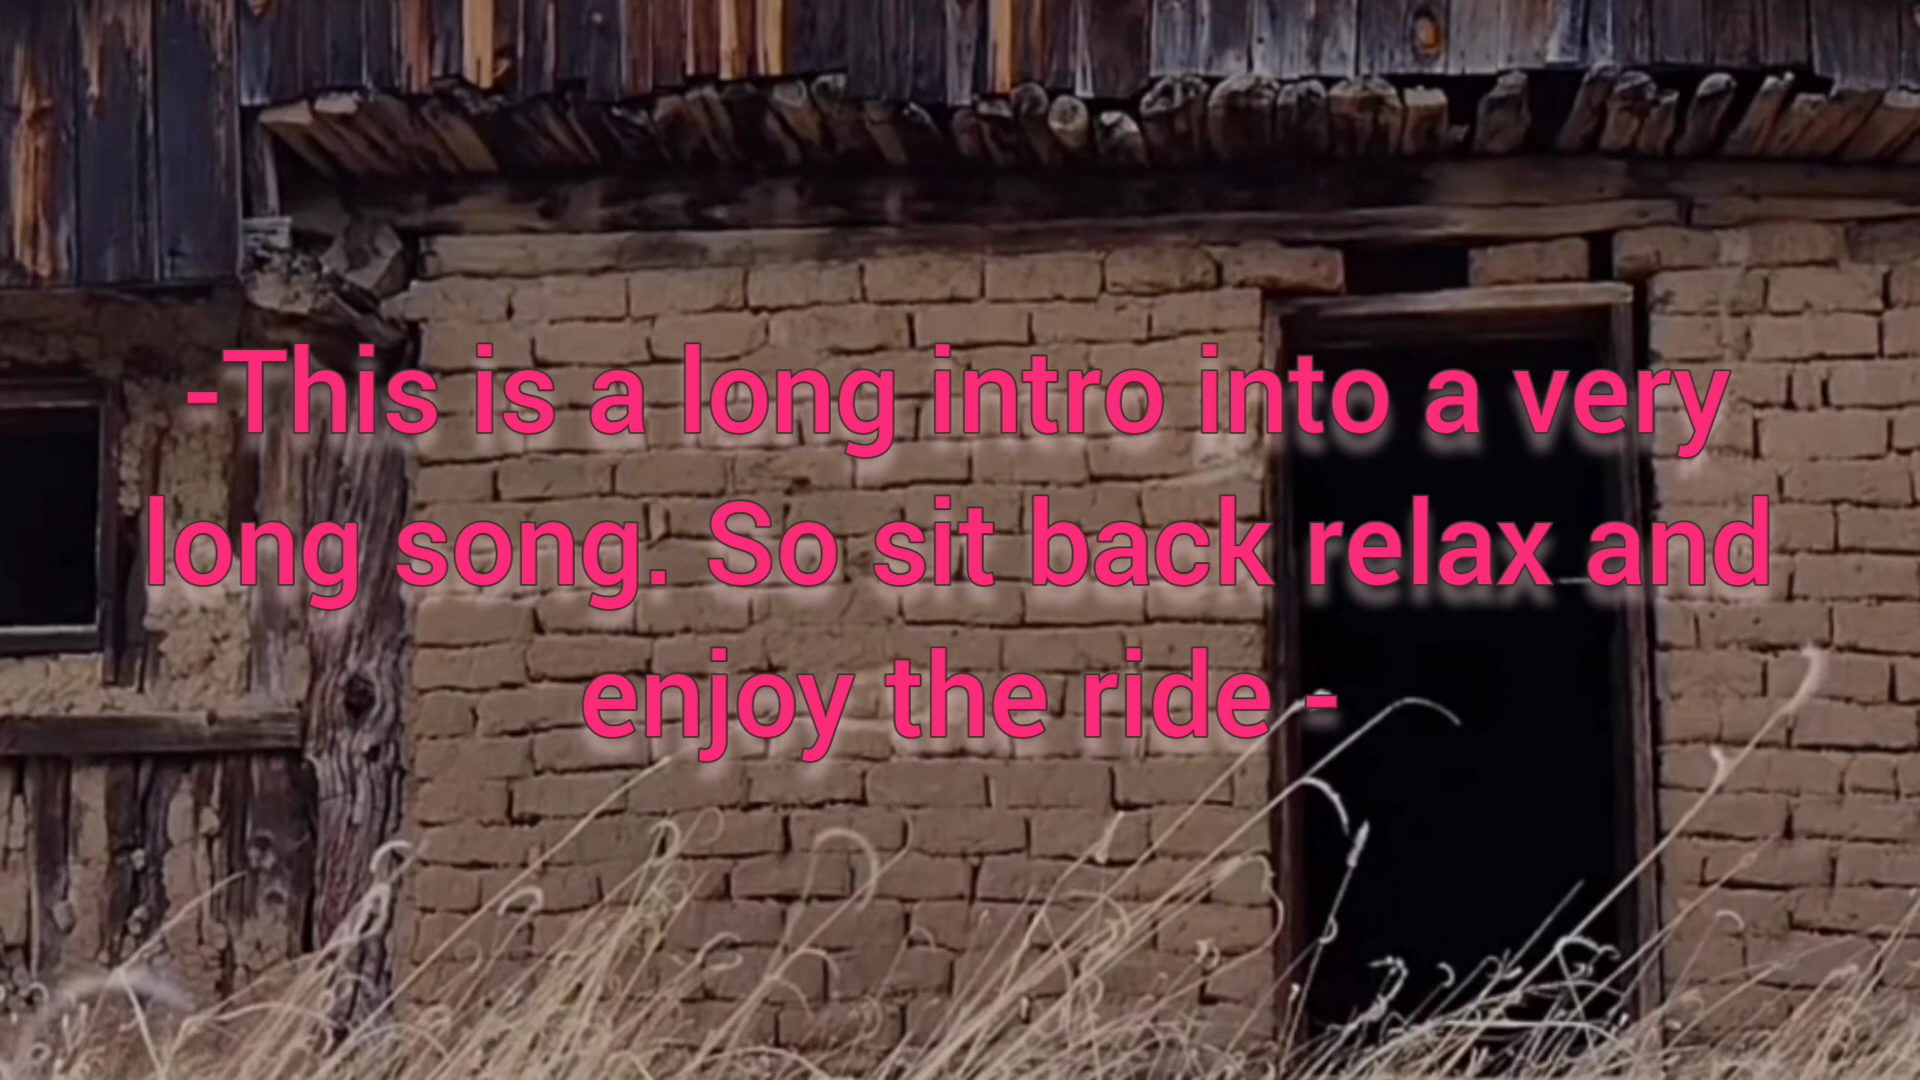 -This is a long intro into a very
long song. So sit back relax and
enjoy the ride -